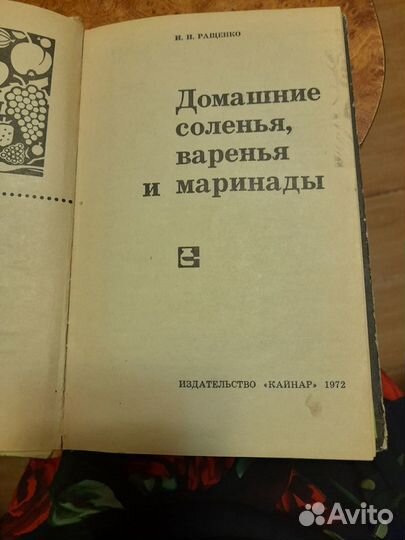 И. И. РАЩЕНКО
Домашние
соленья,
варенья
и маринады
ИЗДАТЕЛЬСТВО «КАЙНАР» 1972
Avito